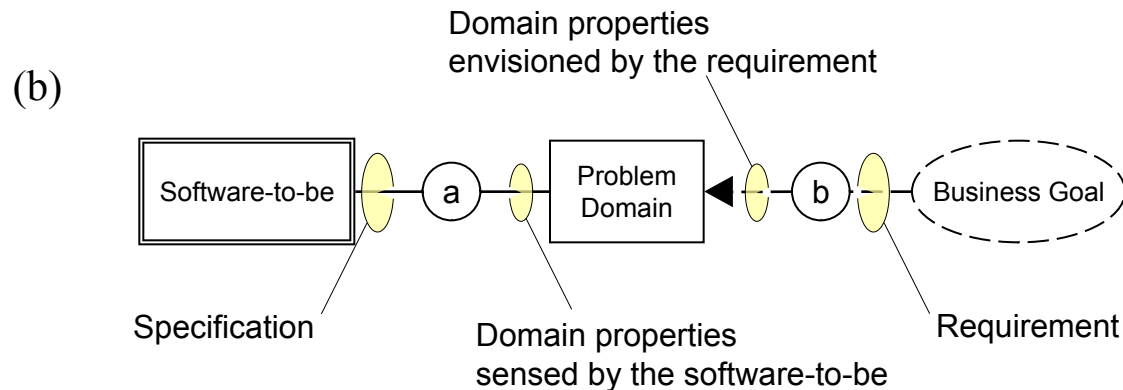 Domain properties
envisioned by the requirement
(b)
Software-to-be
a
Problem
Domain
b
Business Goal
Specification
Domain properties
sensed by the software-to-be
Requirement